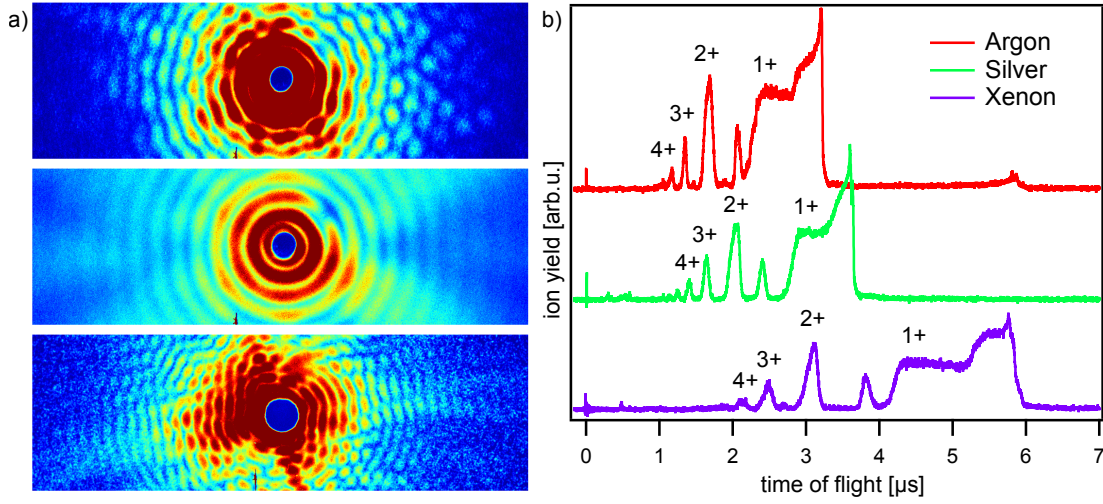 a)
b)
Argon
Silver
Xenon
4+
3+
2+
1+
4+
3+
2+
1+
4+
3+
2+
1+
ion yield [arb.u.]
0 1 2 3 4 5 6 7
time of flight [µs]